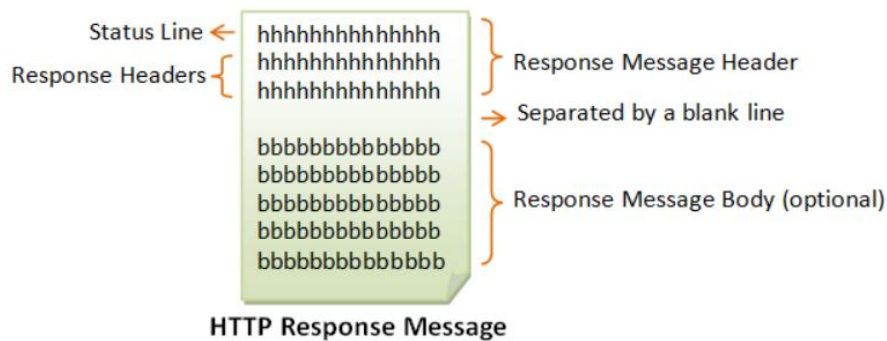 Status Line
hhhhhhhhhhhhhh
Response Headers
hhhhhhhhhhhhhh
hhhhhhhhhhhhhh
Response Message Header
Separated by a blank line
bbbbbbbbbbbbbb
bbbbbbbbbbbbbb
bbbbbbbbbbbbbb
bbbbbbbbbbbbbb
bbbbbbbbbbbbbb
Response Message Body (optional)
HTTP Response Message